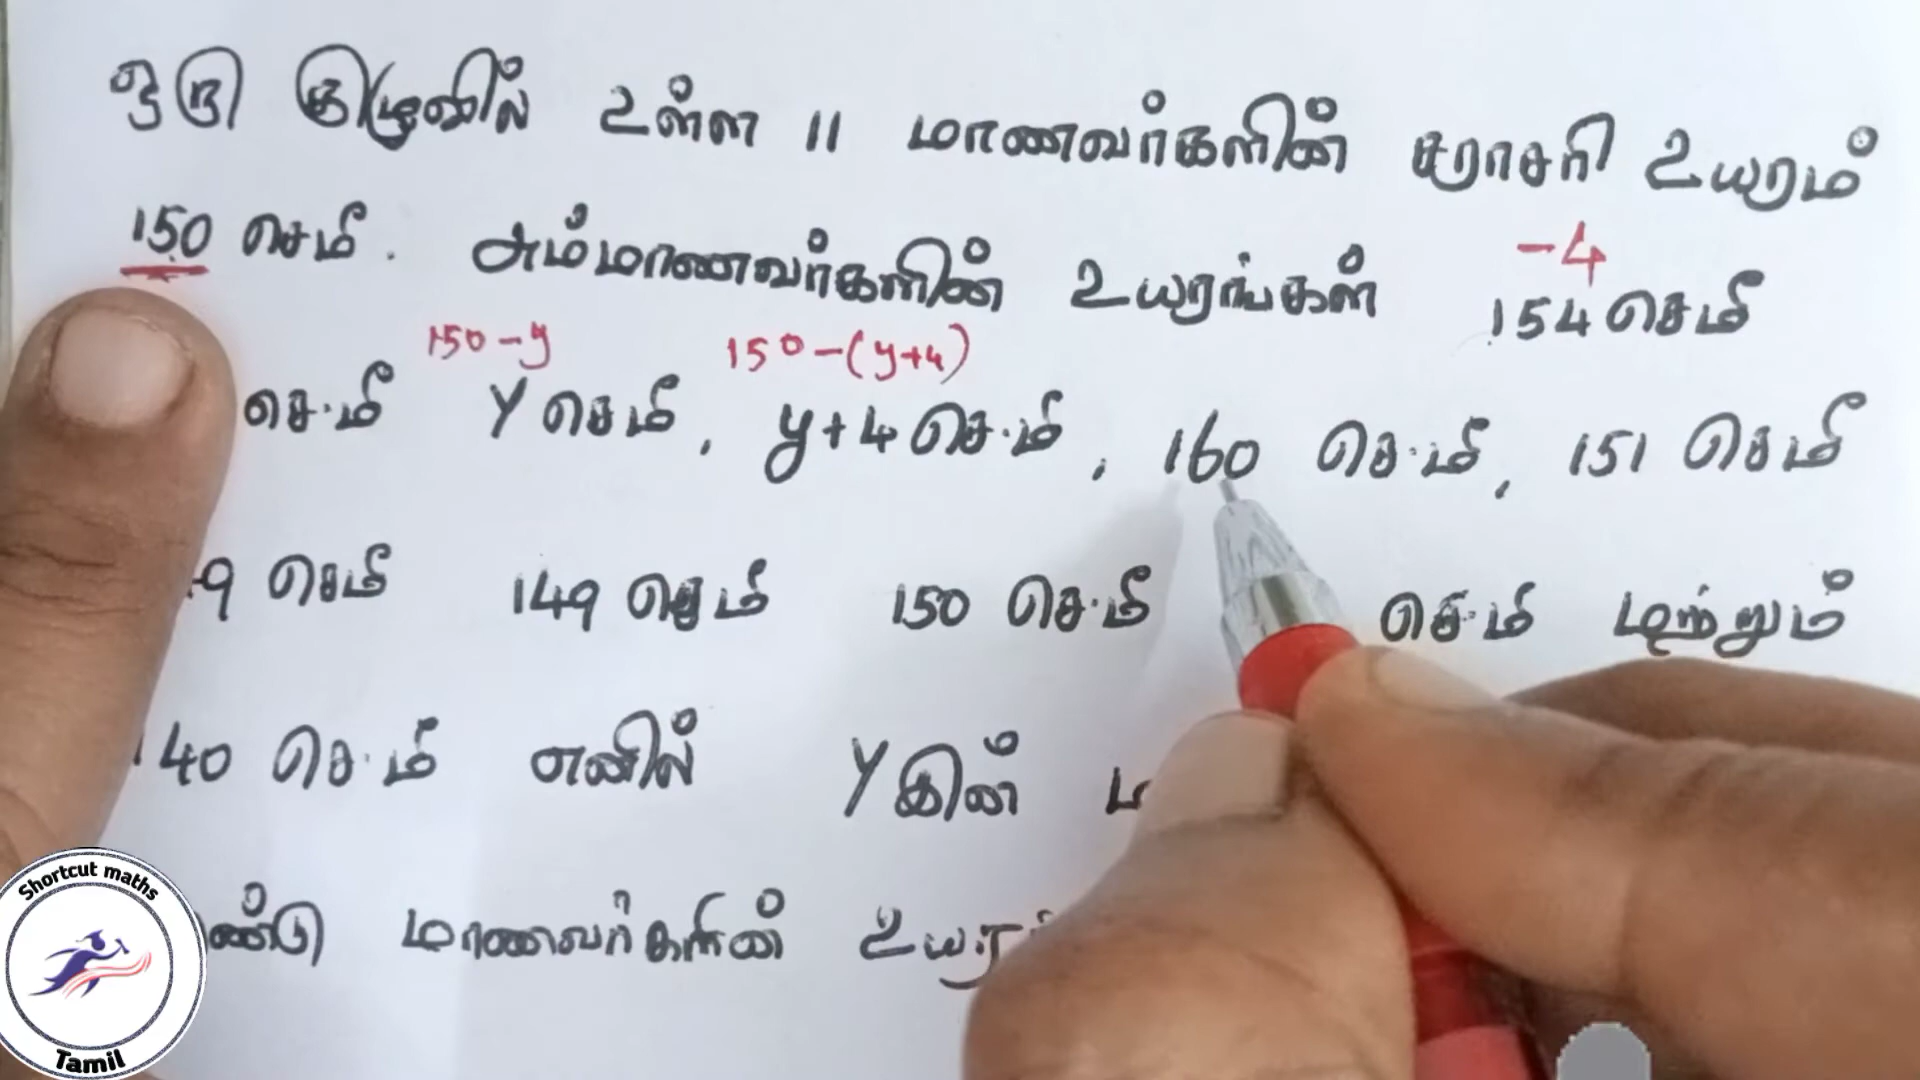 ஒரு குழுவில் உள்ள 11 மாணவர்களின் சராசரி உயரம்
150 செமீ. அம்மாணவர்களின் உயரங்கள் 154 செமீ
-4
150-y 150-(y+4)
செ.மீ y செமீ, y+4 செ.மீ, 160 செ.மீ, 151 செமீ
9 செமீ 149 செமீ 150 செ.மீ செ.மீ மற்றும்
140 செ.மீ எனில் y இன்
மாணவர்களின்
Shortcut maths
Tamil